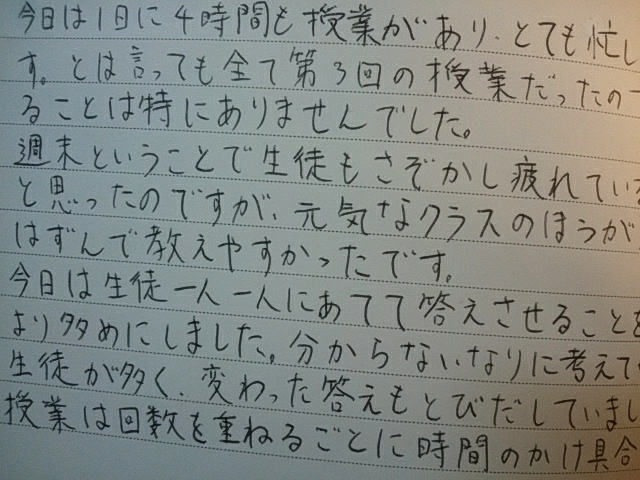 今日は1日に4時間も授業があり、とても忙し
す。とは言っても全て第3回の授業だったの
ることは特にありませんでした。
週末ということで生徒もさぞかし疲れている
と思ったのですが、元気なクラスのほうが
はずんで教えやすかったです。
今日は生徒一人一人にあてて答えさせることを
より多めにしました。分からないなりに考えて
生徒が多く、変わった答えもとびだしていまし
授業は回数を重ねるごとに時間のかけ具合